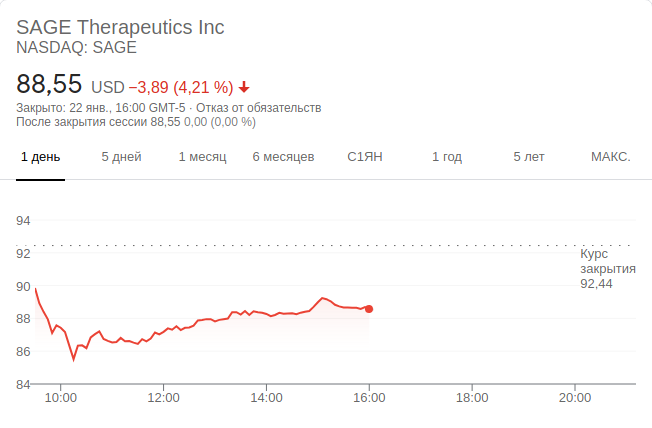 SAGE Therapeutics Inc
NASDAQ: SAGE
88,55 USD −3,89 (4,21 %)
Закрыто: 22 янв., 16:00 GMT-5 · Отказ от обязательств
После закрытия сессии 88,55 0,00 (0,00 %)
1 день 5 дней 1 месяц 6 месяцев С1ЯН 1 год 5 лет МАКС.
94
92
Курс
закрытия
92,44
90
88
86
84
10:00 12:00 14:00 16:00 18:00 20:00